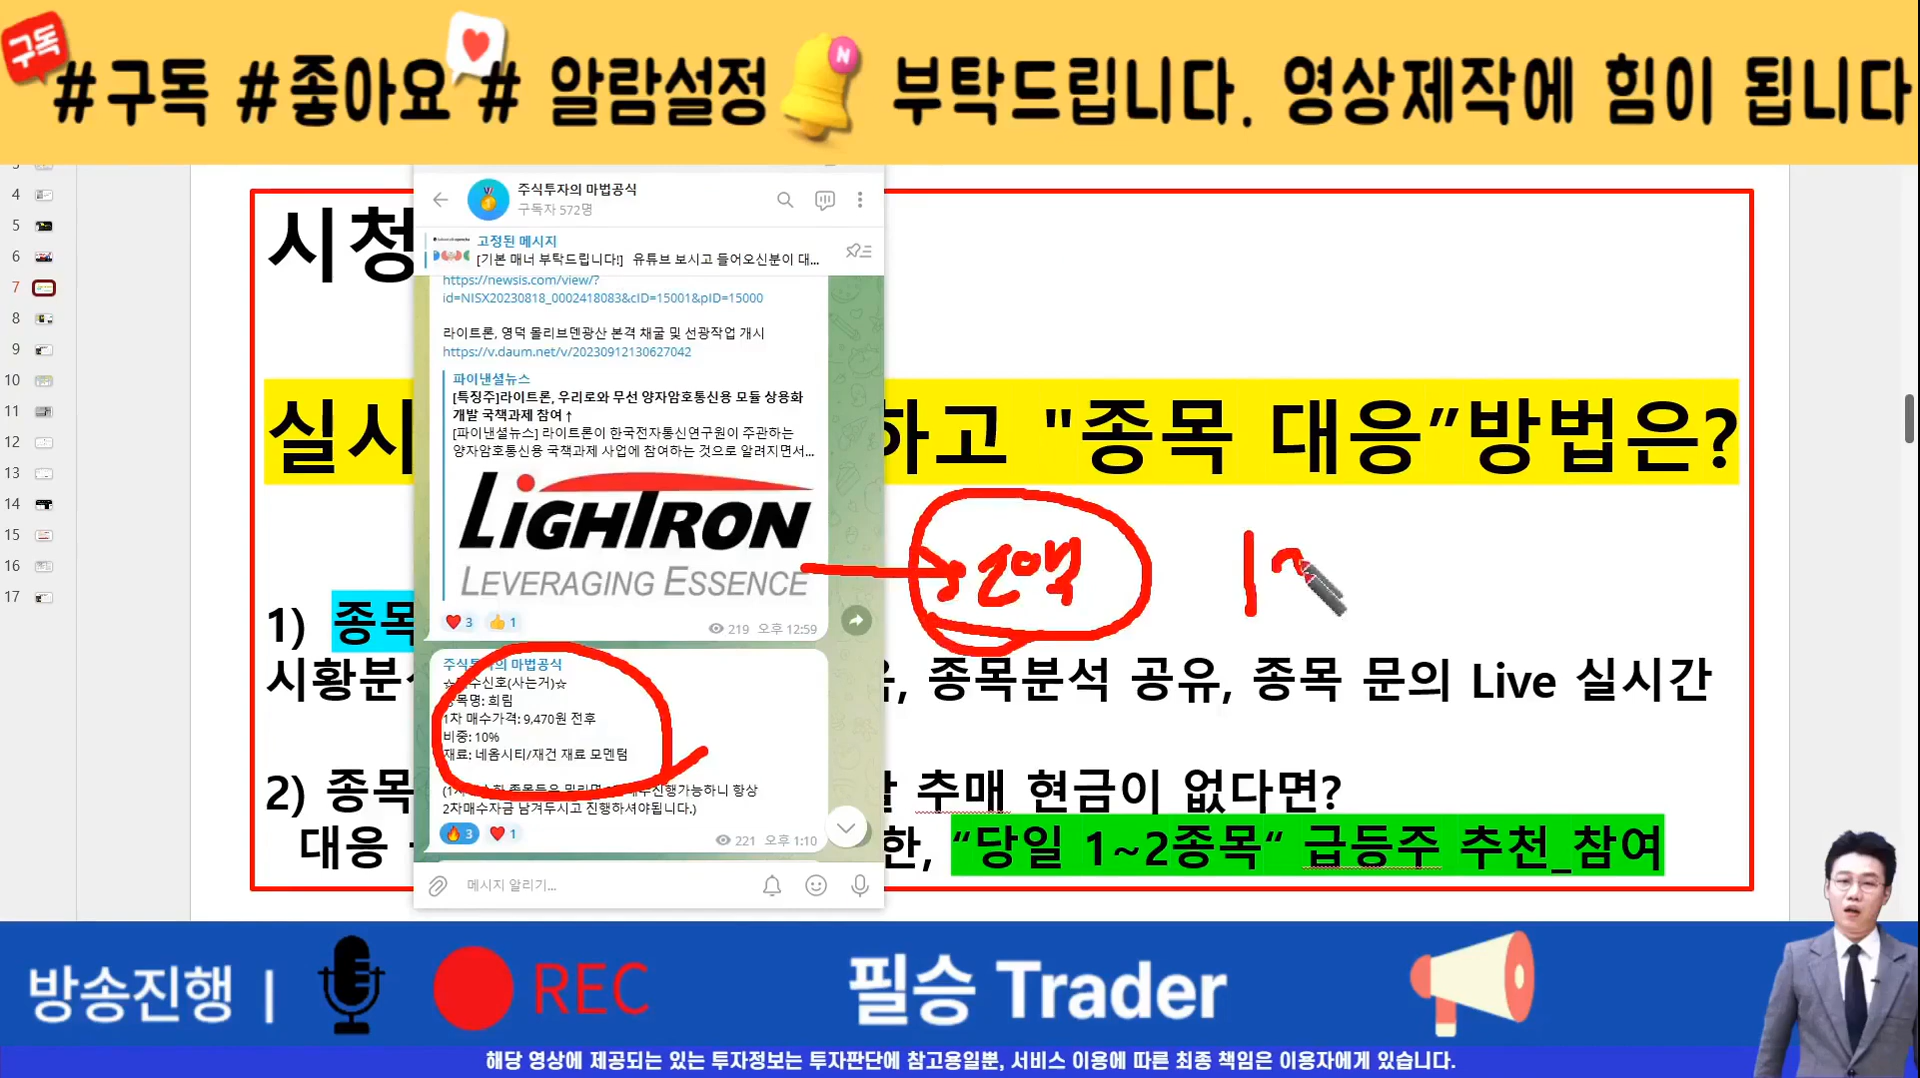 구독
#구독 #좋아요 # 알람설정 N 부탁드립니다. 영상제작에 힘이 됩니다
4
5
6
7
8
9
10
11
12
13
14
15
16
17
시청
실시
하고 "종목 대응”방법은?
1) 종목
시황분
, 종목분석 공유, 종목 문의 Live 실시간
2) 종목
추매 현금이 없다면?
대응
한, “당일 1~2종목“ 급등주 추천_참여
주식투자의 마법공식
구독자 572명
고정된 메시지
[기본 매너 부탁드립니다!] 유튜브 보시고 들어오신분이 대...
https://newsis.com/view/?
id=NISX20230818_0002418083&cID=15001&pID=15000
라이트론, 영덕 몰리브덴광산 본격 채굴 및 선광작업 개시
https://v.daum.net/v/20230912130627042
파이낸셜뉴스
[특징주]라이트론, 우리로와 무선 양자암호통신용 모듈 상용화
개발 국책과제 참여↑
[파이낸셜뉴스] 라이트론이 한국전자통신연구원이 주관하는
양자암호통신용 국책과제 사업에 참여하는 것으로 알려지면서...
LIGHTRON
LEVERAGING ESSENCE
3 1
219 오후 12:59
주식투자의 마법공식
☆매수신호(사는거)☆
종목명: 희림
1차 매수가격: 9,470원 전후
비중: 10%
재료: 네옴시티/재건 재료 모멘텀
2차매수자금 남겨두시고 진행하셔야됩니다.)
3 1
221 오후 1:10
메시지 알리기...
방송진행 | REC 필승 Trader
해당 영상에 제공되는 있는 투자정보는 투자판단에 참고용일뿐, 서비스 이용에 따른 최종 책임은 이용자에게 있습니다.